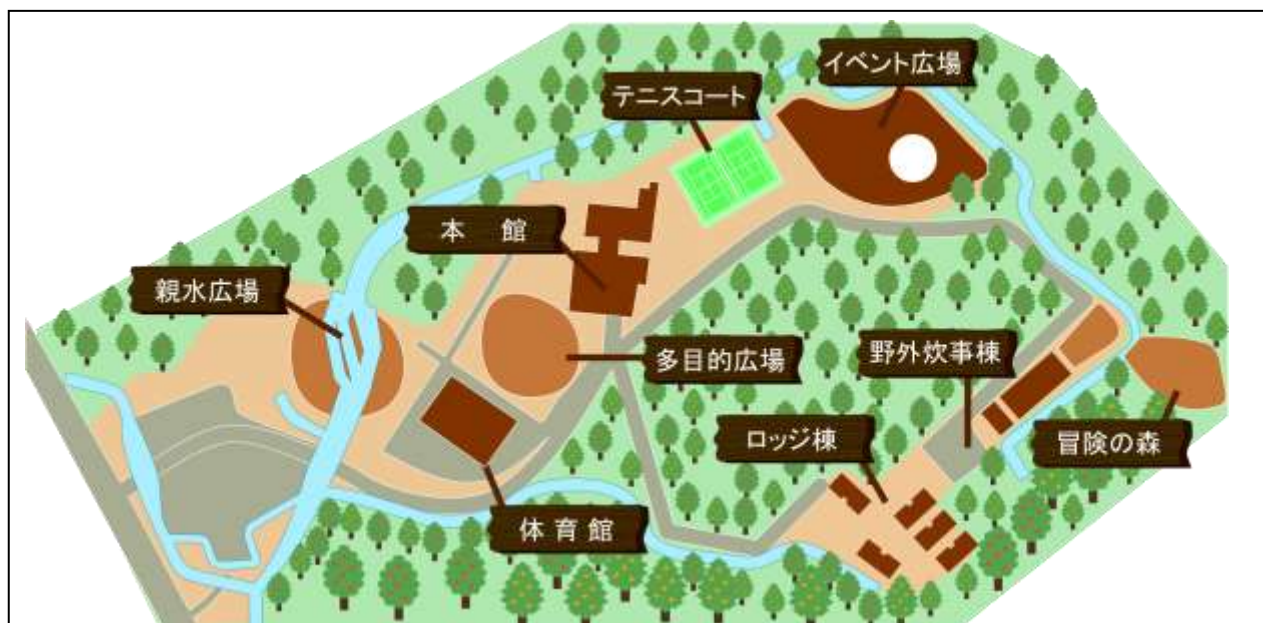 イベント広場
テニスコート
本 館
親水広場
多目的広場
野外炊事棟
ロッジ棟
冒険の森
体育館